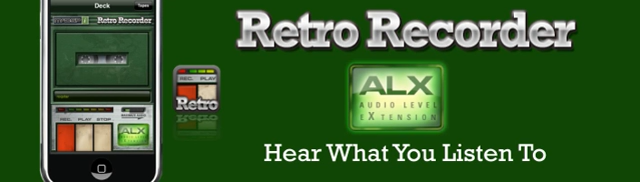 Deck
Tapes
Retro Recorder
REC. PLAY STOP
ALX
REC. PLAY
Retro
Retro Recorder
ALX
AUDIO LEVEL
EXTENSION
Hear What You Listen To